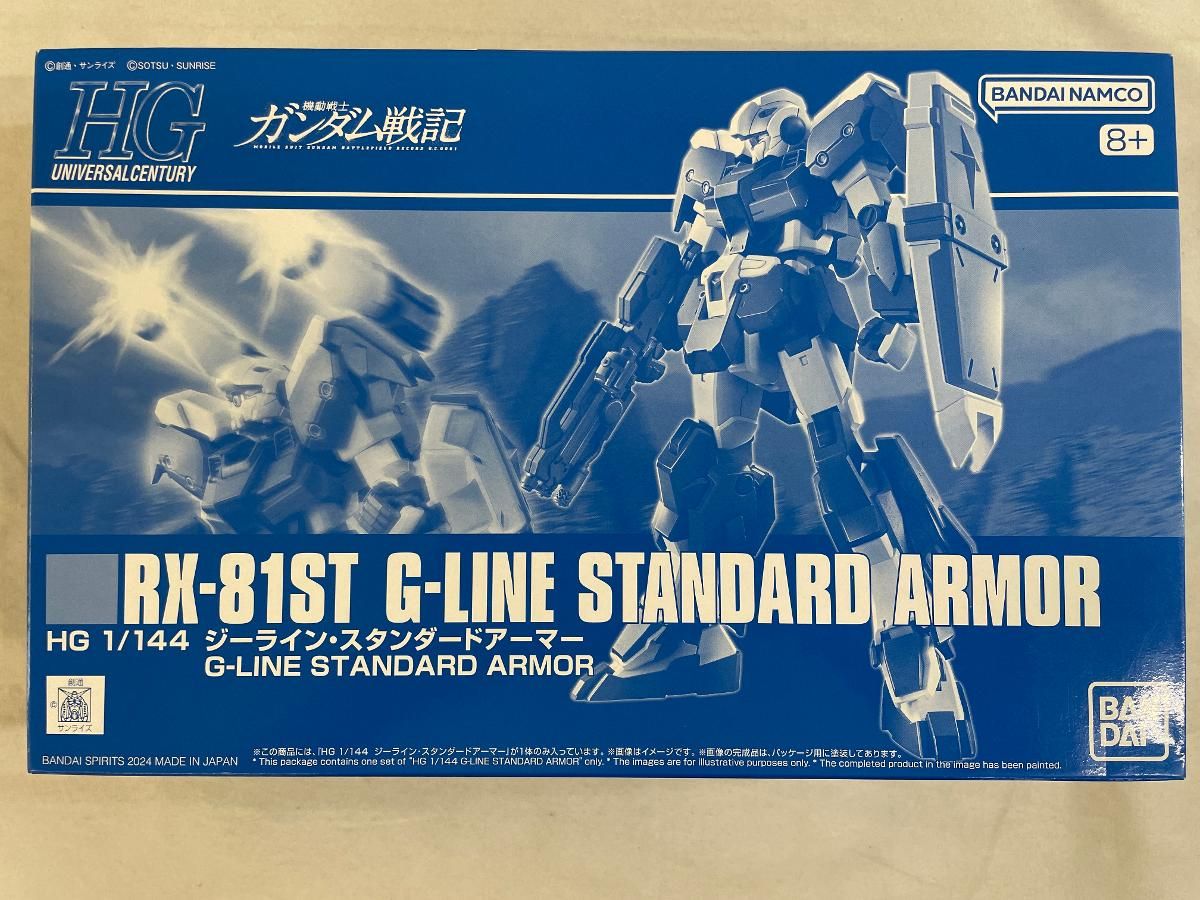 ©創通・サンライズ ©SOTSU・SUNRISE
HG
UNIVERSAL CENTURY
機動戦士
ガンダム戦記
MOBILE SUIT GUNDAM BATTLEFIELD RECORD U.C.0081
BANDAI NAMCO
8+
RX-81ST G-LINE STANDARD ARMOR
HG 1/144 ジーライン・スタンダードアーマー
G-LINE STANDARD ARMOR
創通
©
サンライズ
BAN
DAI
BANDAI SPIRITS 2024 MADE IN JAPAN
※この商品には、「HG 1/144 ジーライン・スタンダードアーマー」が1体のみ入っています。※画像はイメージです。※画像の完成品は、パッケージ用に塗装してあります。
* This package contains one set of "HG 1/144 G-LINE STANDARD ARMOR" only. * The images are for illustrative purposes only. * The completed product in the image has been painted.